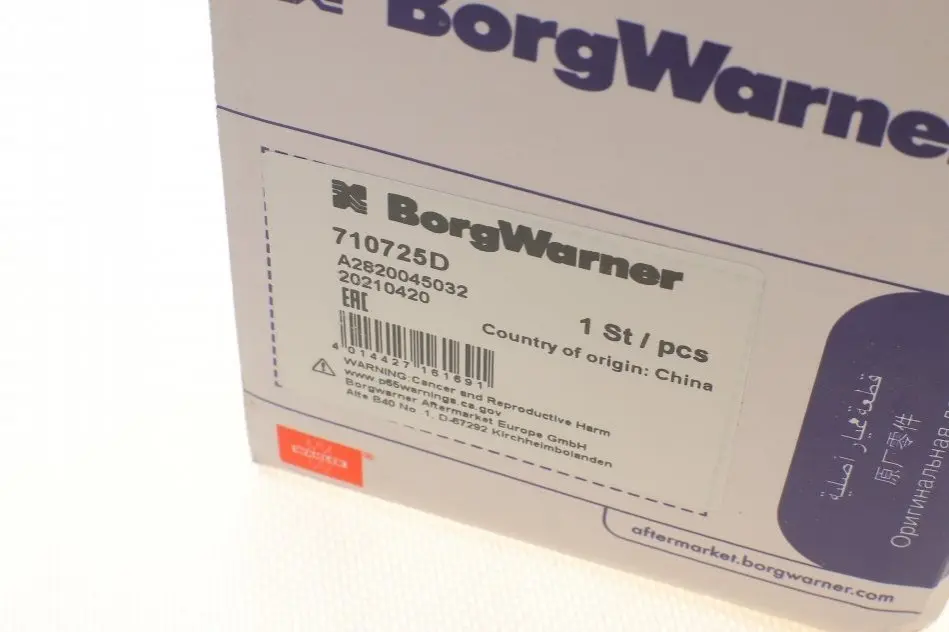 BorgWarner
BorgWarner
710725D
A2820045032
20210420
EAC
1 St / pcs
Country of origin: China
4 014427 161691
WARNING:Cancer and Reproductive Harm
www.p65warnings.ca.gov
Borgwarner Aftermarket Europe GmbH
Alte B40 No. 1, D-67292 Kirchheimbolanden
قطعة غيار أصلية
原厂零件
Оригинальная
aftermarket.borgwarner.com